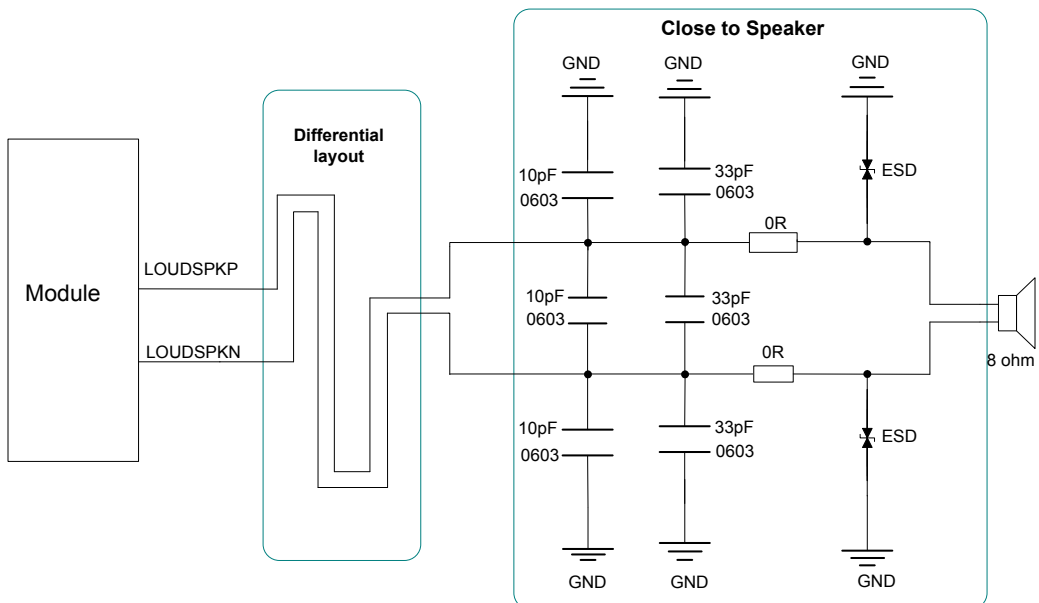 Close to Speaker
GND
GND
GND
Differential
layout
10pF
0603
33pF
0603
ESD
0R
LOUDSPKP
Module
10pF
0603
33pF
0603
LOUDSPKN
0R
8 ohm
10pF
0603
33pF
0603
ESD
GND
GND
GND